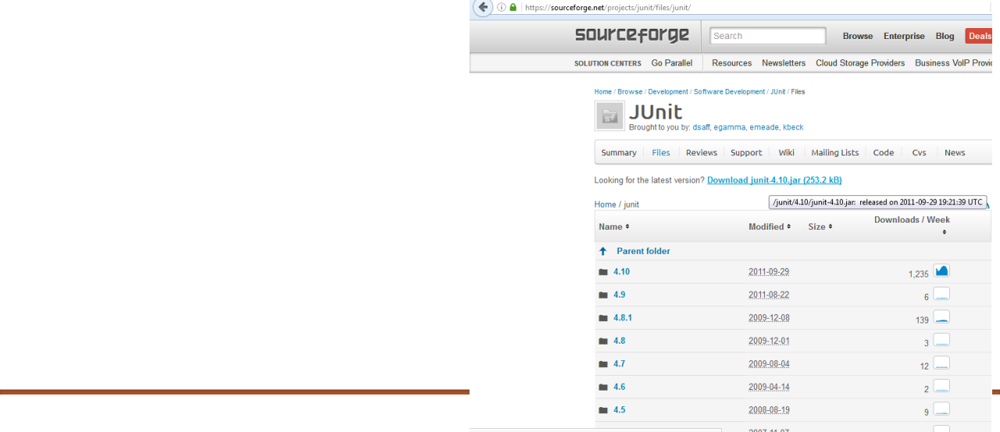 https://sourceforge.net/projects/junit/files/junit/
sourceforge
Search
Browse Enterprise Blog Deals
SOLUTION CENTERS Go Parallel Resources Newsletters Cloud Storage Providers Business VoIP Provi
Home / Browse / Development / Software Development / JUnit / Files
JUnit
Brought to you by: dsaff, egamma, emeade, kbeck
Summary Files Reviews Support Wiki Mailing Lists Code Cvs News
Looking for the latest version? Download junit-4.10.jar (253.2 kB)
/junit/4.10/junit-4.10.jar: released on 2011-09-29 19:21:39 UTC
Home / junit
Name Modified Size Downloads / Week
Parent folder
4.10 2011-09-29 1,235
4.9 2011-08-22 6
4.8.1 2009-12-08 139
4.8 2009-12-01 3
4.7 2009-08-04 12
4.6 2009-04-14 2
4.5 2008-08-19 9